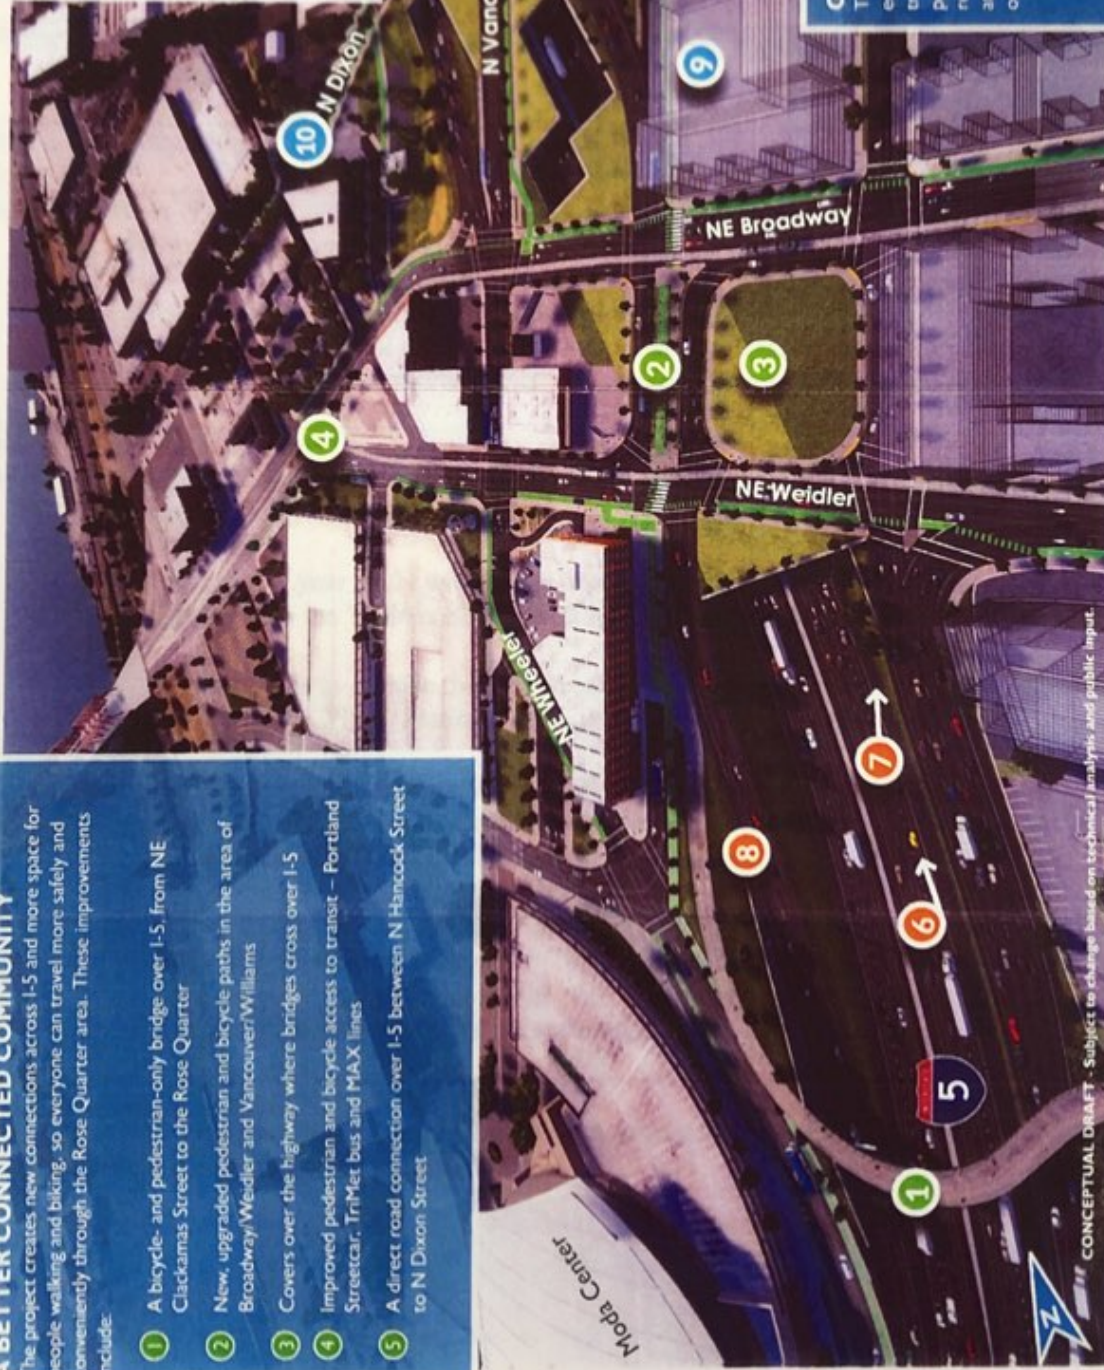 A BETTER CONNECTED COMMUNITY
The project creates new connections across I-5 and more space for
people walking and biking, so everyone can travel more safely and
conveniently through the Rose Quarter area. These improvements
include:
1 A bicycle- and pedestrian-only bridge over I-5, from NE
Clackamas Street to the Rose Quarter
2 New, upgraded pedestrian and bicycle paths in the area of
Broadway/Weidler and Vancouver/Williams
3 Covers over the highway where bridges cross over I-5
4 Improved pedestrian and bicycle access to transit – Portland
Streetcar, TriMet bus and MAX lines
5 A direct road connection over I-5 between N Hancock Street
to N Dixon Street
10
N Dixon
N Vanc
9
NE Broadway
4
2
3
NE Weidler
NE Wheeler
7
8
6
5
1
Moda Center
Z
CONCEPTUAL DRAFT - Subject to change based on technical analysis and public input.